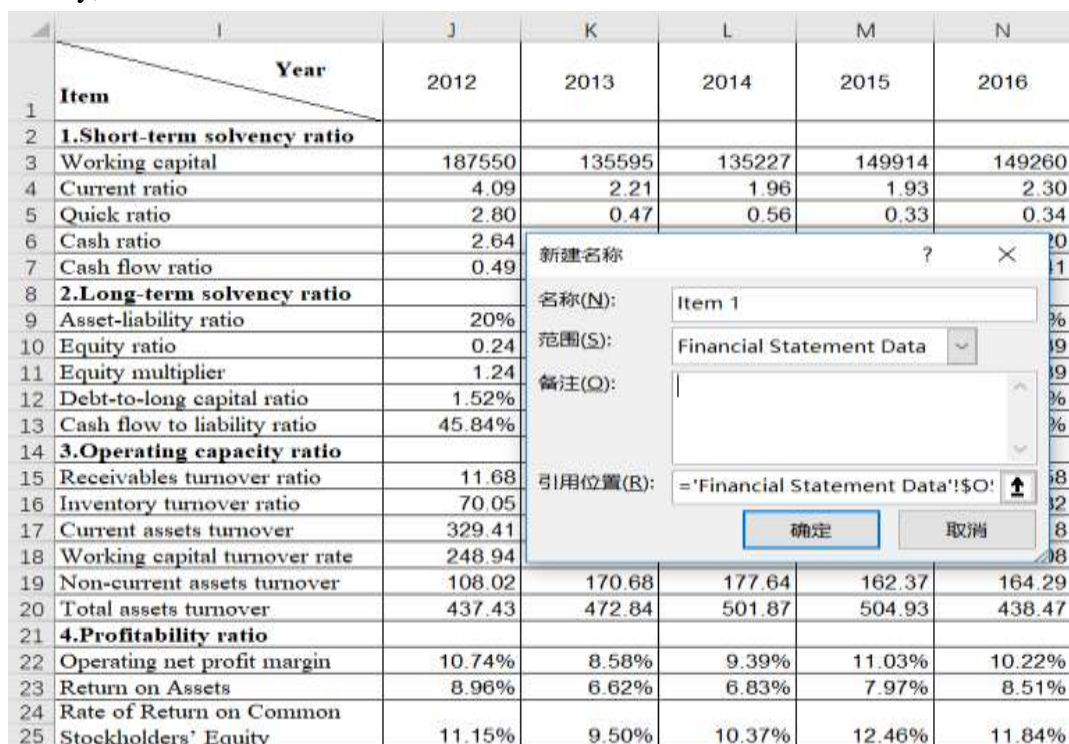 I J K L M N
Year
Item 2012 2013 2014 2015 2016
1
2 1.Short-term solvency ratio
3 Working capital 187550 135595 135227 149914 149260
4 Current ratio 4.09 2.21 1.96 1.93 2.30
5 Quick ratio 2.80 0.47 0.56 0.33 0.34
6 Cash ratio 2.64 20
7 Cash flow ratio 0.49 1
8 2.Long-term solvency ratio
9 Asset-liability ratio 20% %
10 Equity ratio 0.24 9
11 Equity multiplier 1.24 9
12 Debt-to-long capital ratio 1.52% %
13 Cash flow to liability ratio 45.84% %
14 3.Operating capacity ratio
15 Receivables turnover ratio 11.68 8
16 Inventory turnover ratio 70.05 2
17 Current assets turnover 329.41 8
18 Working capital turnover rate 248.94 08
19 Non-current assets turnover 108.02 170.68 177.64 162.37 164.29
20 Total assets turnover 437.43 472.84 501.87 504.93 438.47
21 4.Profitability ratio
22 Operating net profit margin 10.74% 8.58% 9.39% 11.03% 10.22%
23 Return on Assets 8.96% 6.62% 6.83% 7.97% 8.51%
24 Rate of Return on Common
25 Stockholders' Equity 11.15% 9.50% 10.37% 12.46% 11.84%
新建名称 ? ×
名称(N): Item 1
范围(S): Financial Statement Data
备注(O):
引用位置(R): ='Financial Statement Data'!$O
确定 取消